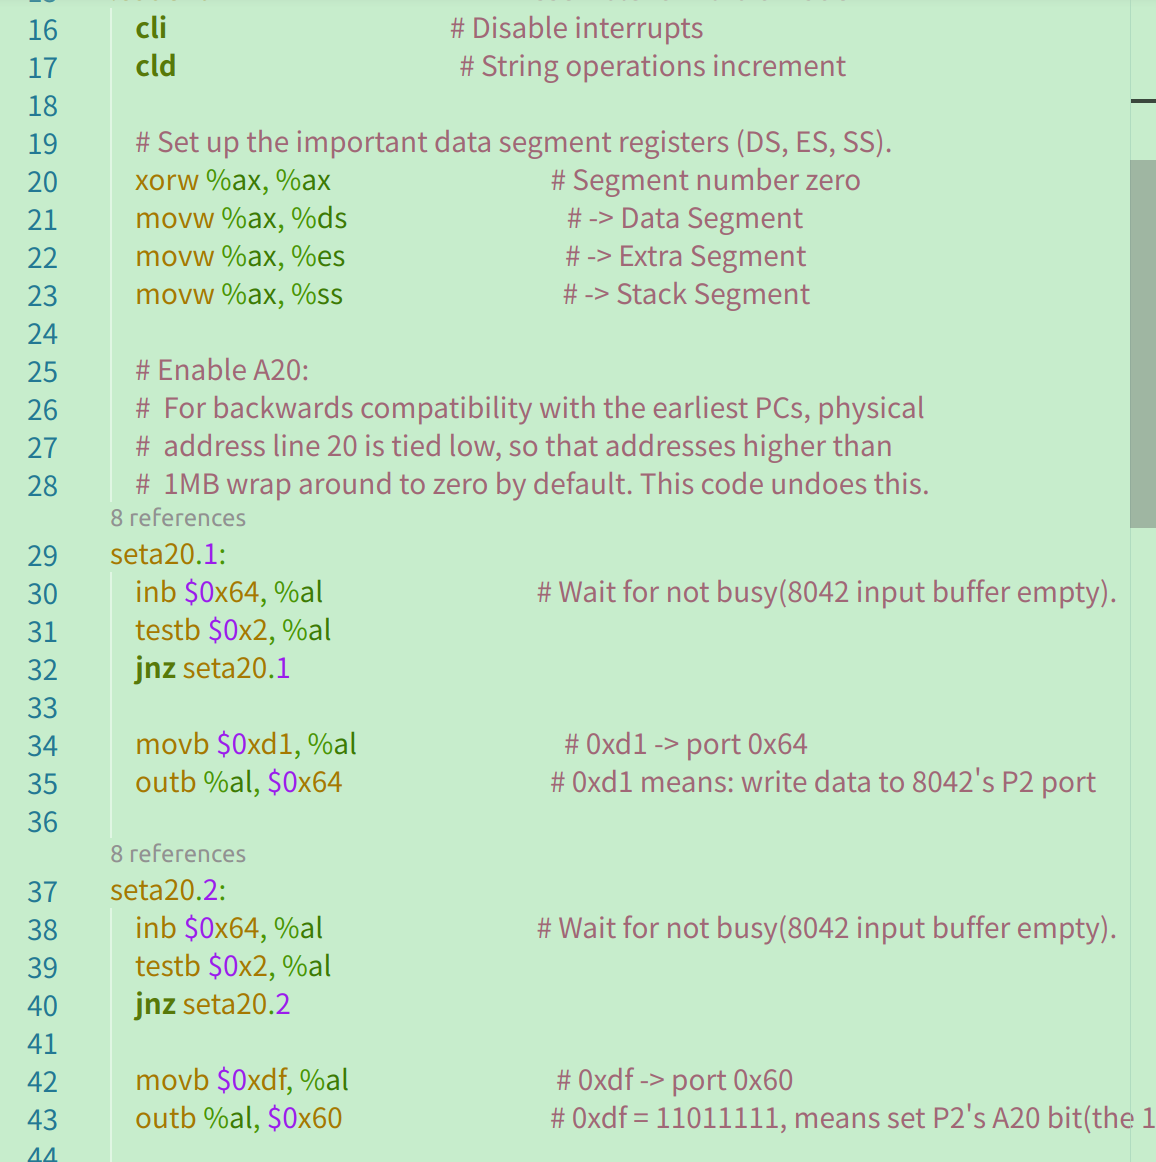 16 cli # Disable interrupts
17 cld # String operations increment
18
19 # Set up the important data segment registers (DS, ES, SS).
20 xorw %ax, %ax # Segment number zero
21 movw %ax, %ds # -> Data Segment
22 movw %ax, %es # -> Extra Segment
23 movw %ax, %ss # -> Stack Segment
24
25 # Enable A20:
26 #  For backwards compatibility with the earliest PCs, physical
27 #  address line 20 is tied low, so that addresses higher than
28 #  1MB wrap around to zero by default. This code undoes this.
8 references
29 seta20.1:
30 inb $0x64, %al # Wait for not busy(8042 input buffer empty).
31 testb $0x2, %al
32 jnz seta20.1
33
34 movb $0xd1, %al # 0xd1 -> port 0x64
35 outb %al, $0x64 # 0xd1 means: write data to 8042's P2 port
36
8 references
37 seta20.2:
38 inb $0x64, %al # Wait for not busy(8042 input buffer empty).
39 testb $0x2, %al
40 jnz seta20.2
41
42 movb $0xdf, %al # 0xdf -> port 0x60
43 outb %al, $0x60 # 0xdf = 11011111, means set P2's A20 bit(the 1
44